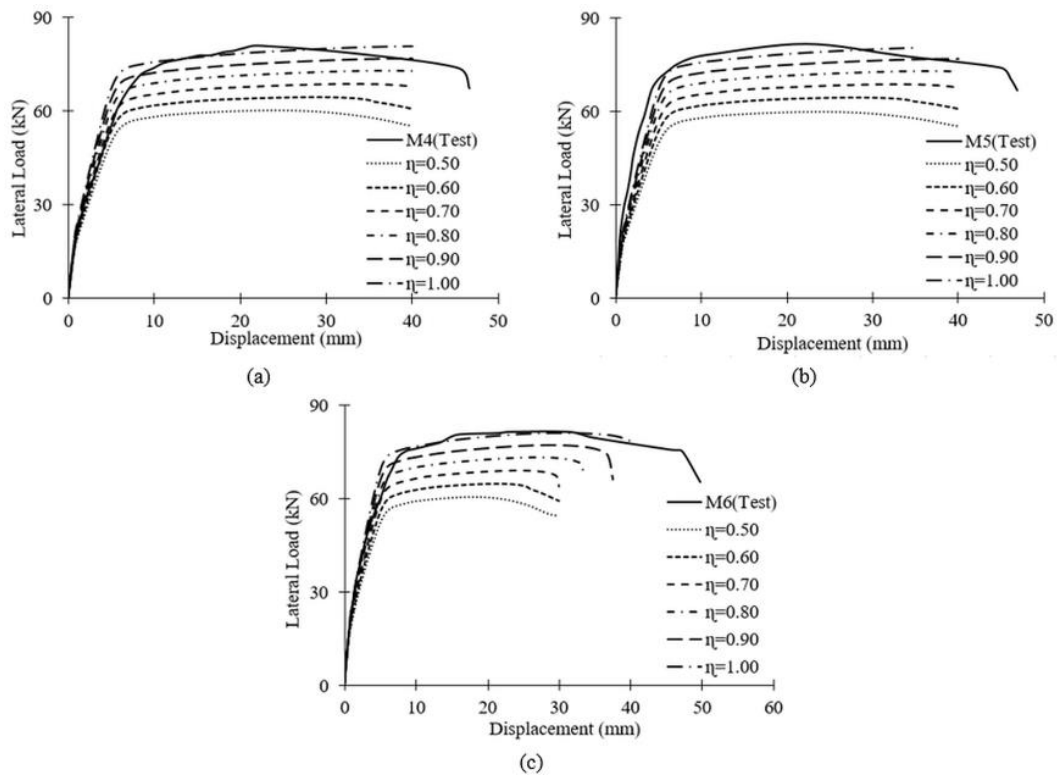 90
60
30
0
Lateral Load (kN)
M4(Test)
η=0.50
η=0.60
η=0.70
η=0.80
η=0.90
η=1.00
0 10 20 30 40 50
Displacement (mm)
(a)
90
60
30
0
Lateral Load (kN)
M5(Test)
η=0.50
η=0.60
η=0.70
η=0.80
η=0.90
η=1.00
0 10 20 30 40 50
Displacement (mm)
(b)
90
60
30
0
Lateral Load (kN)
M6(Test)
η=0.50
η=0.60
η=0.70
η=0.80
η=0.90
η=1.00
0 10 20 30 40 50 60
Displacement (mm)
(c)